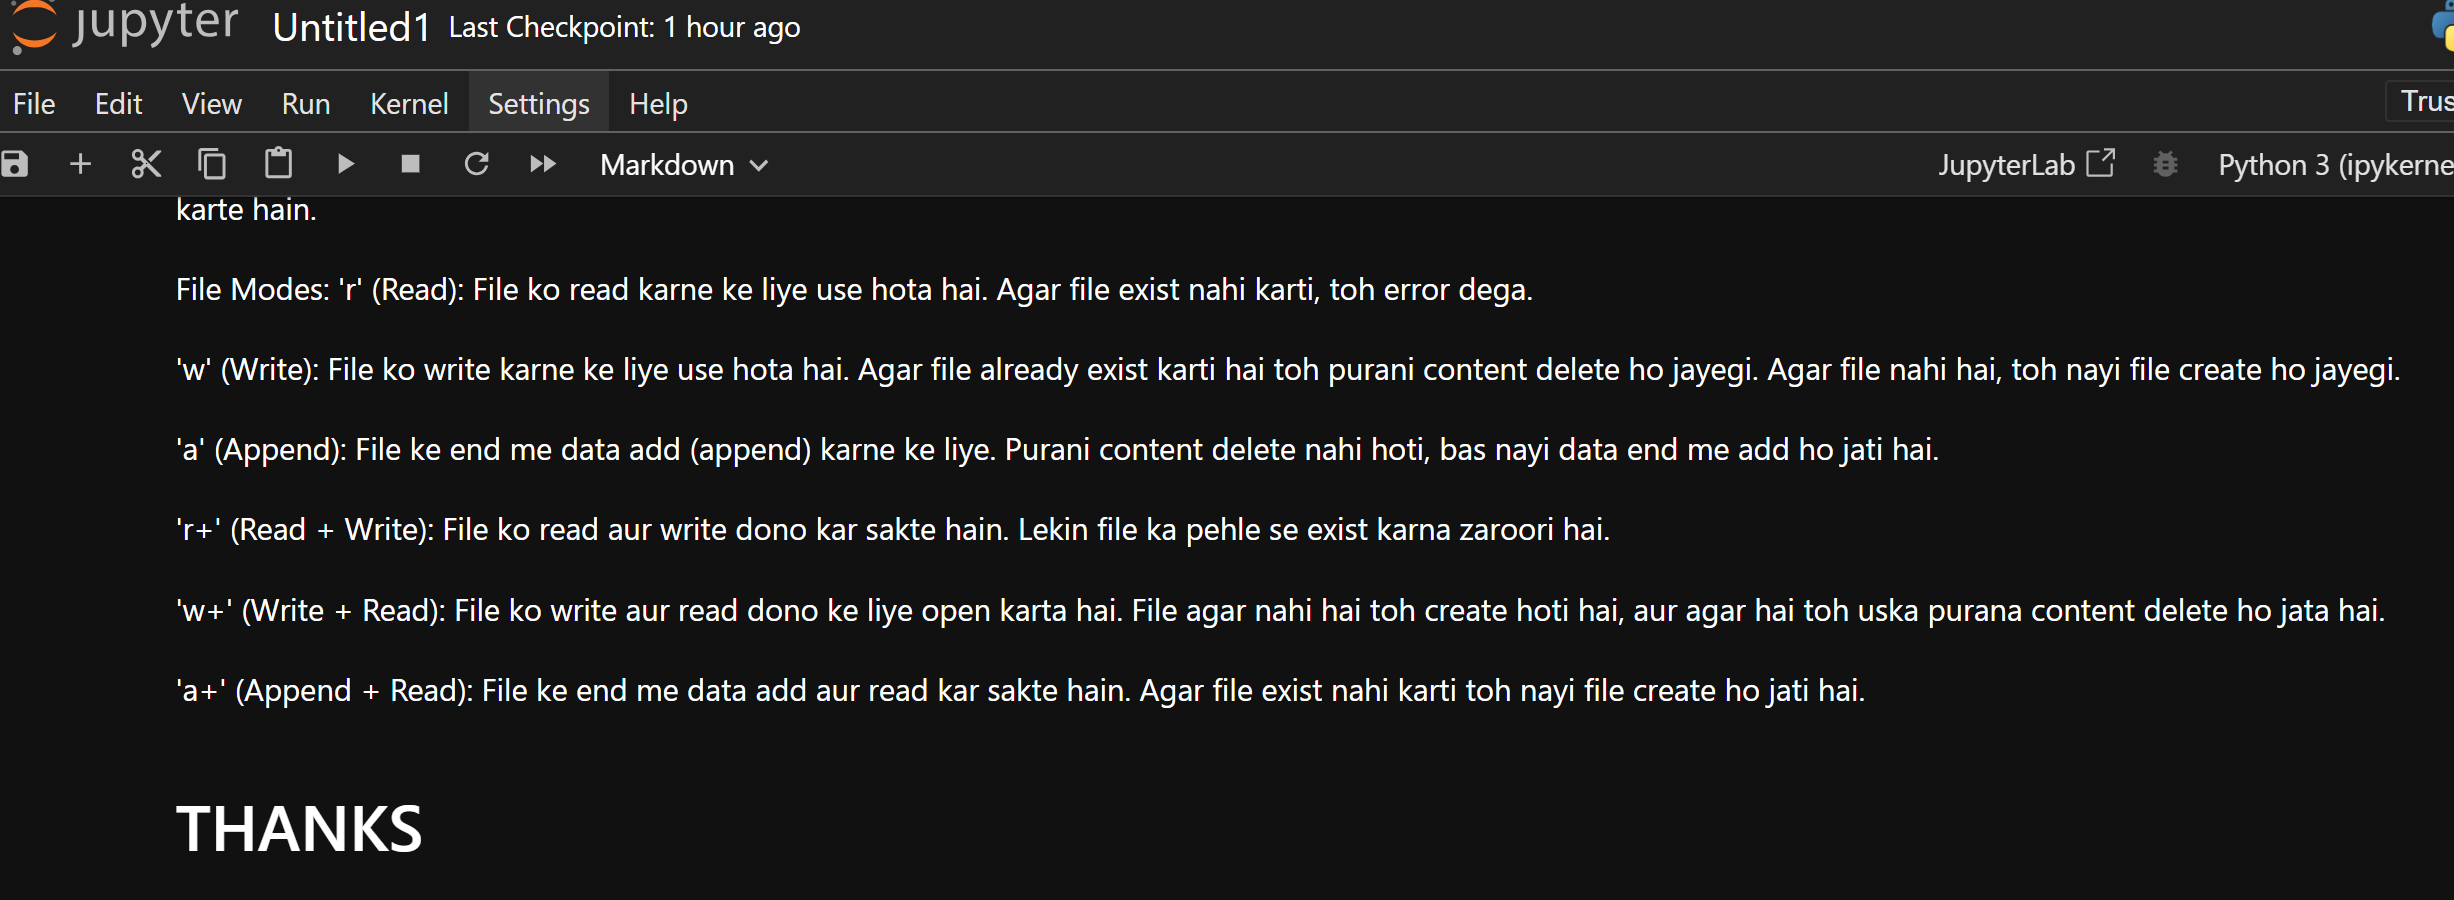 jupyter Untitled1 Last Checkpoint: 1 hour ago
File Edit View Run Kernel Settings Help Trus
Markdown JupyterLab Python 3 (ipykerne
karte hain.
File Modes: 'r' (Read): File ko read karne ke liye use hota hai. Agar file exist nahi karti, toh error dega.
'w' (Write): File ko write karne ke liye use hota hai. Agar file already exist karti hai toh purani content delete ho jayegi. Agar file nahi hai, toh nayi file create ho jayegi.
'a' (Append): File ke end me data add (append) karne ke liye. Purani content delete nahi hoti, bas nayi data end me add ho jati hai.
'r+' (Read + Write): File ko read aur write dono kar sakte hain. Lekin file ka pehle se exist karna zaroori hai.
'w+' (Write + Read): File ko write aur read dono ke liye open karta hai. File agar nahi hai toh create hoti hai, aur agar hai toh uska purana content delete ho jata hai.
'a+' (Append + Read): File ke end me data add aur read kar sakte hain. Agar file exist nahi karti toh nayi file create ho jati hai.
THANKS